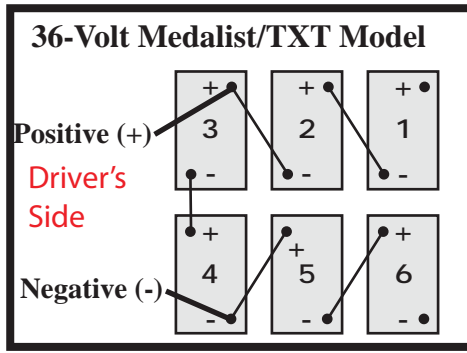 36-Volt Medalist/TXT Model
+ + +
3 2 1
Positive (+)
- - -
Driver's
Side
+ + +
4 5 6
Negative (-)
- - -